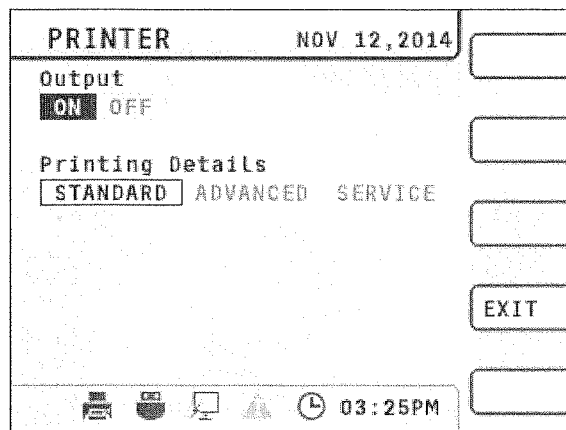 PRINTER NOV 12,2014
Output
ON OFF
Printing Details
STANDARD ADVANCED SERVICE
EXIT
03:25PM